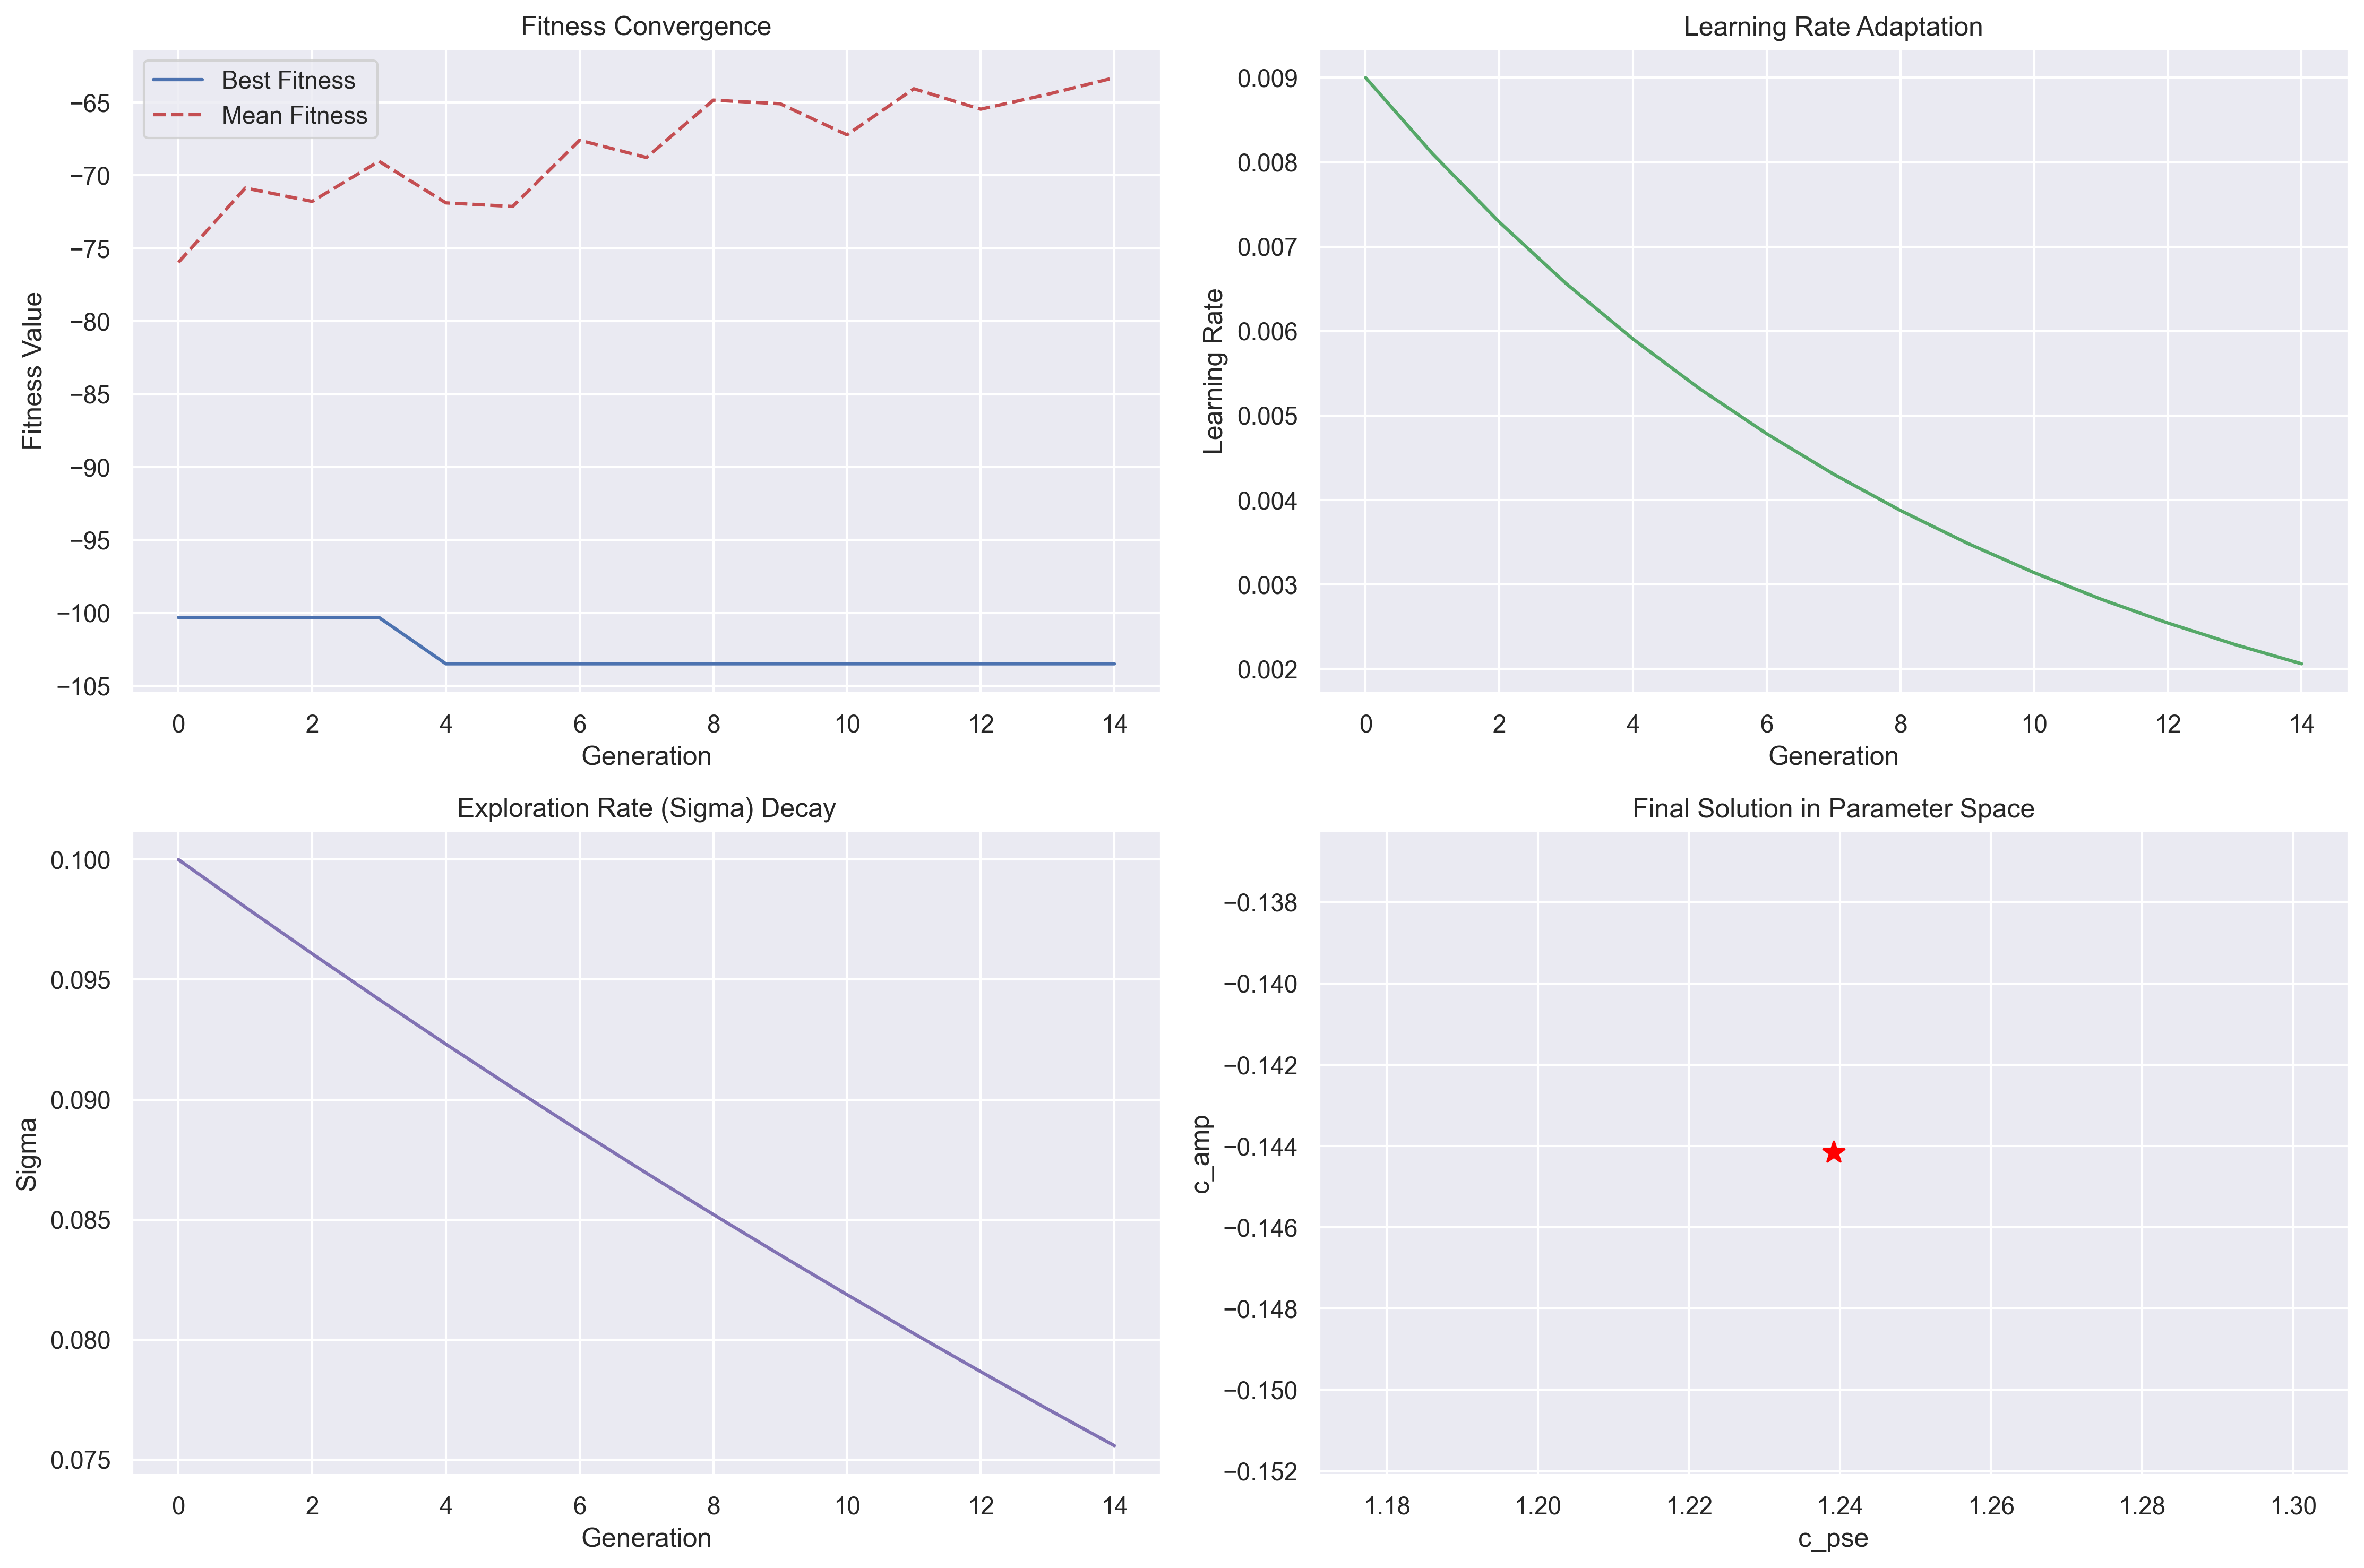 Fitness Convergence
Best Fitness
Mean Fitness
Fitness Value
−65
−70
−75
−80
−85
−90
−95
−100
−105
0 2 4 6 8 10 12 14
Generation
Learning Rate Adaptation
Learning Rate
0.009
0.008
0.007
0.006
0.005
0.004
0.003
0.002
0 2 4 6 8 10 12 14
Generation
Exploration Rate (Sigma) Decay
Sigma
0.100
0.095
0.090
0.085
0.080
0.075
0 2 4 6 8 10 12 14
Generation
Final Solution in Parameter Space
c_amp
−0.138
−0.140
−0.142
−0.144
−0.146
−0.148
−0.150
−0.152
1.18 1.20 1.22 1.24 1.26 1.28 1.30
c_pse